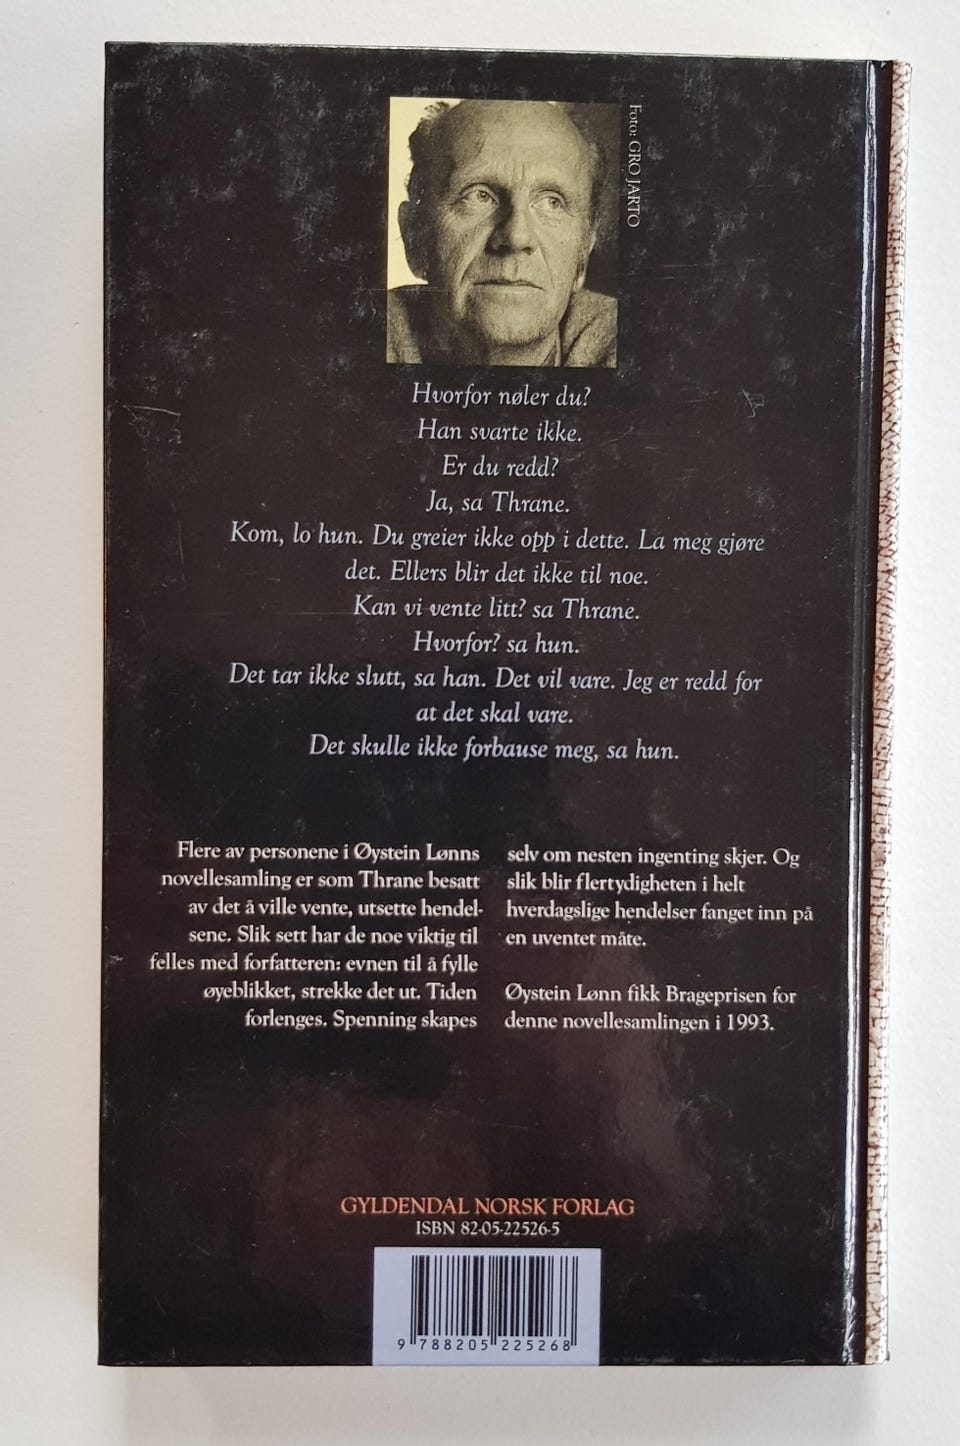 Foto: GRO JARTO
Hvorfor nøler du?
Han svarte ikke.
Er du redd?
Ja, sa Thrane.
Kom, lo hun. Du greier ikke opp i dette. La meg gjøre
det. Ellers blir det ikke til noe.
Kan vi vente litt? sa Thrane.
Hvorfor? sa hun.
Det tar ikke slutt, sa han. Det vil vare. Jeg er redd for
at det skal vare.
Det skulle ikke forbause meg, sa hun.
Flere av personene i Øystein Lønns
novellesamling er som Thrane besatt
av det å ville vente, utsette hendel-
sene. Slik sett har de noe viktig til
felles med forfatteren: evnen til å fylle
øyeblikket, strekke det ut. Tiden
forlenges. Spenning skapes
selv om nesten ingenting skjer. Og
slik blir flertydigheten i helt
hverdagslige hendelser fanget inn på
en uventet måte.
Øystein Lønn fikk Brageprisen for
denne novellesamlingen i 1993.
GYLDENDAL NORSK FORLAG
ISBN 82-05-22526-5
9 788205 225268